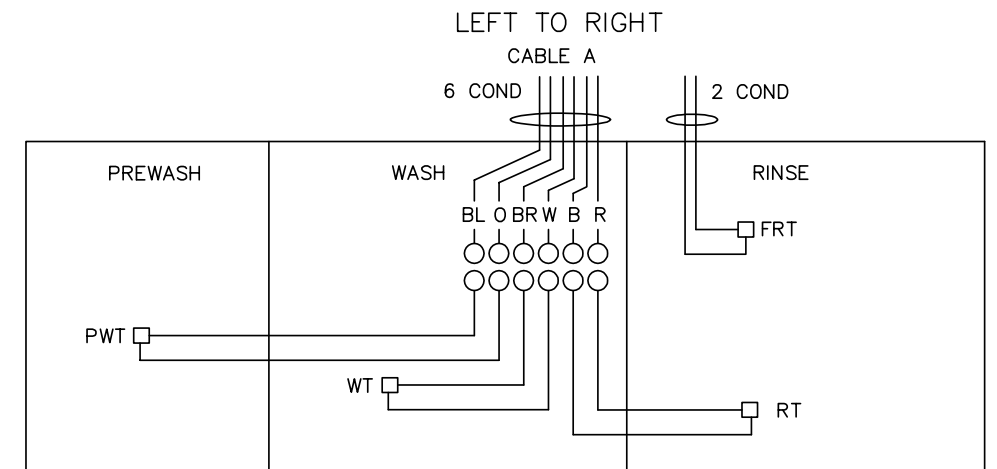 LEFT TO RIGHT
CABLE A
6 COND
2 COND
PREWASH
WASH
RINSE
BL O BR W B R
FRT
PWT
WT
RT